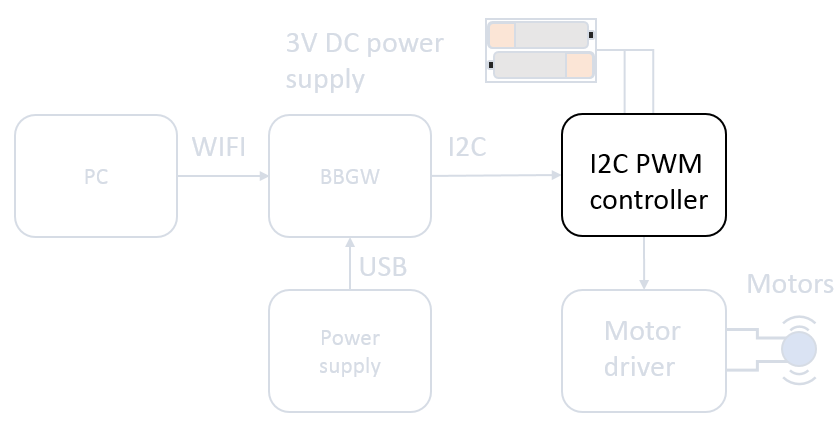 3V DC power
supply
PC
WIFI
BBGW
I2C
I2C PWM
controller
USB
Power
supply
Motor
driver
Motors